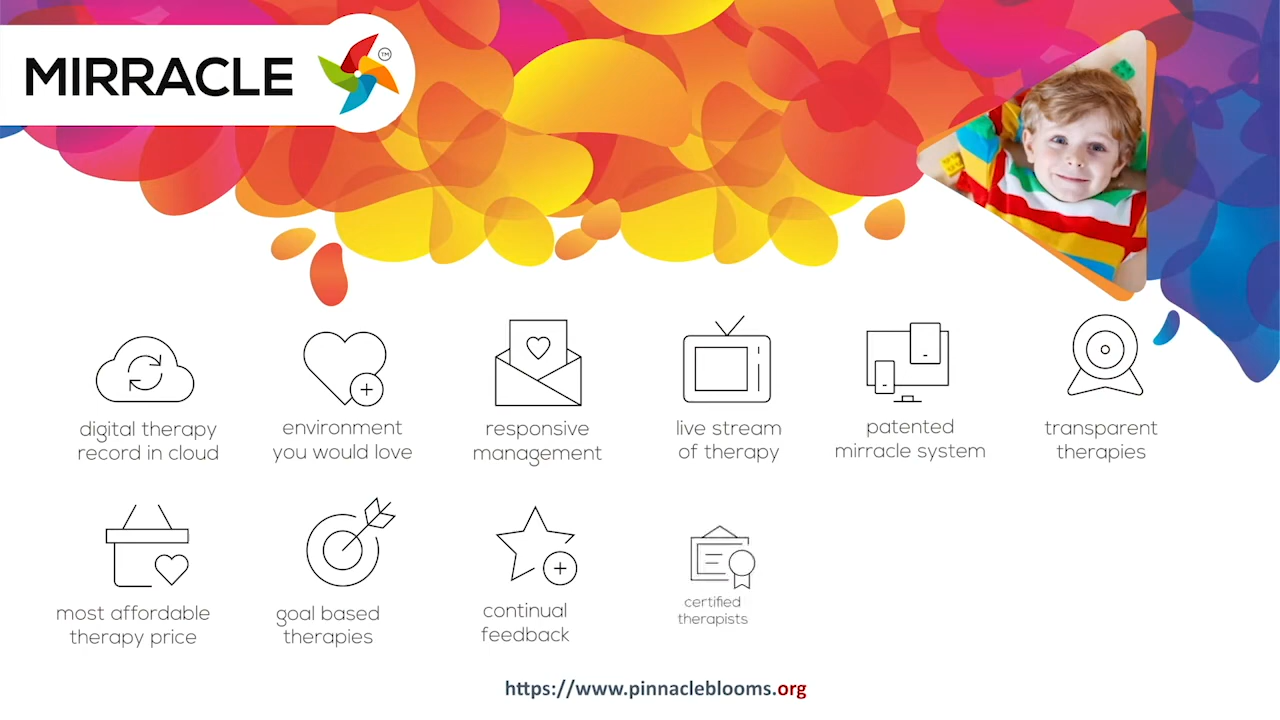 MIRRACLE
TM
digital therapy
record in cloud
environment
you would love
responsive
management
live stream
of therapy
patented
mirracle system
transparent
therapies
most affordable
therapy price
goal based
therapies
continual
feedback
certified
therapists
https://www.pinnacleblooms.org